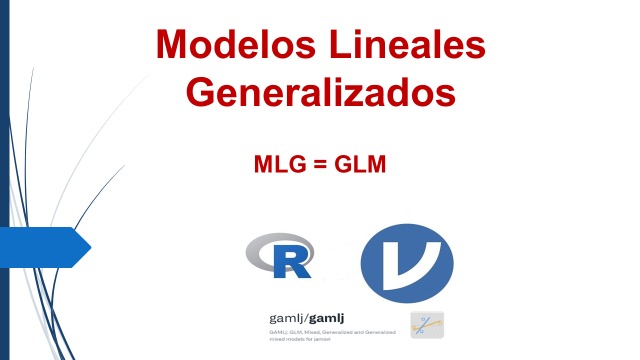 Modelos Lineales
Generalizados
MLG = GLM
R
gamlj/gamlj
GAMLj: GLM, Mixed, Generalized and Generalized
mixed models for jamovi